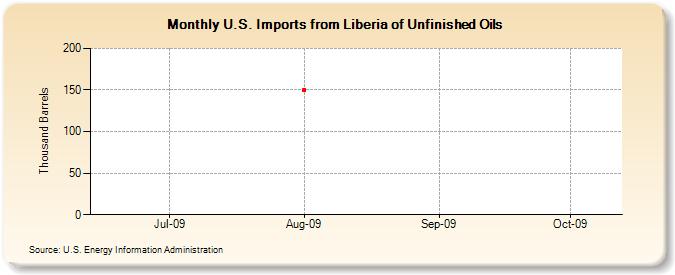 Monthly U.S. Imports from Liberia of Unfinished Oils
Thousand Barrels
200
150
100
50
0
Jul-09 Aug-09 Sep-09 Oct-09
Source: U.S. Energy Information Administration